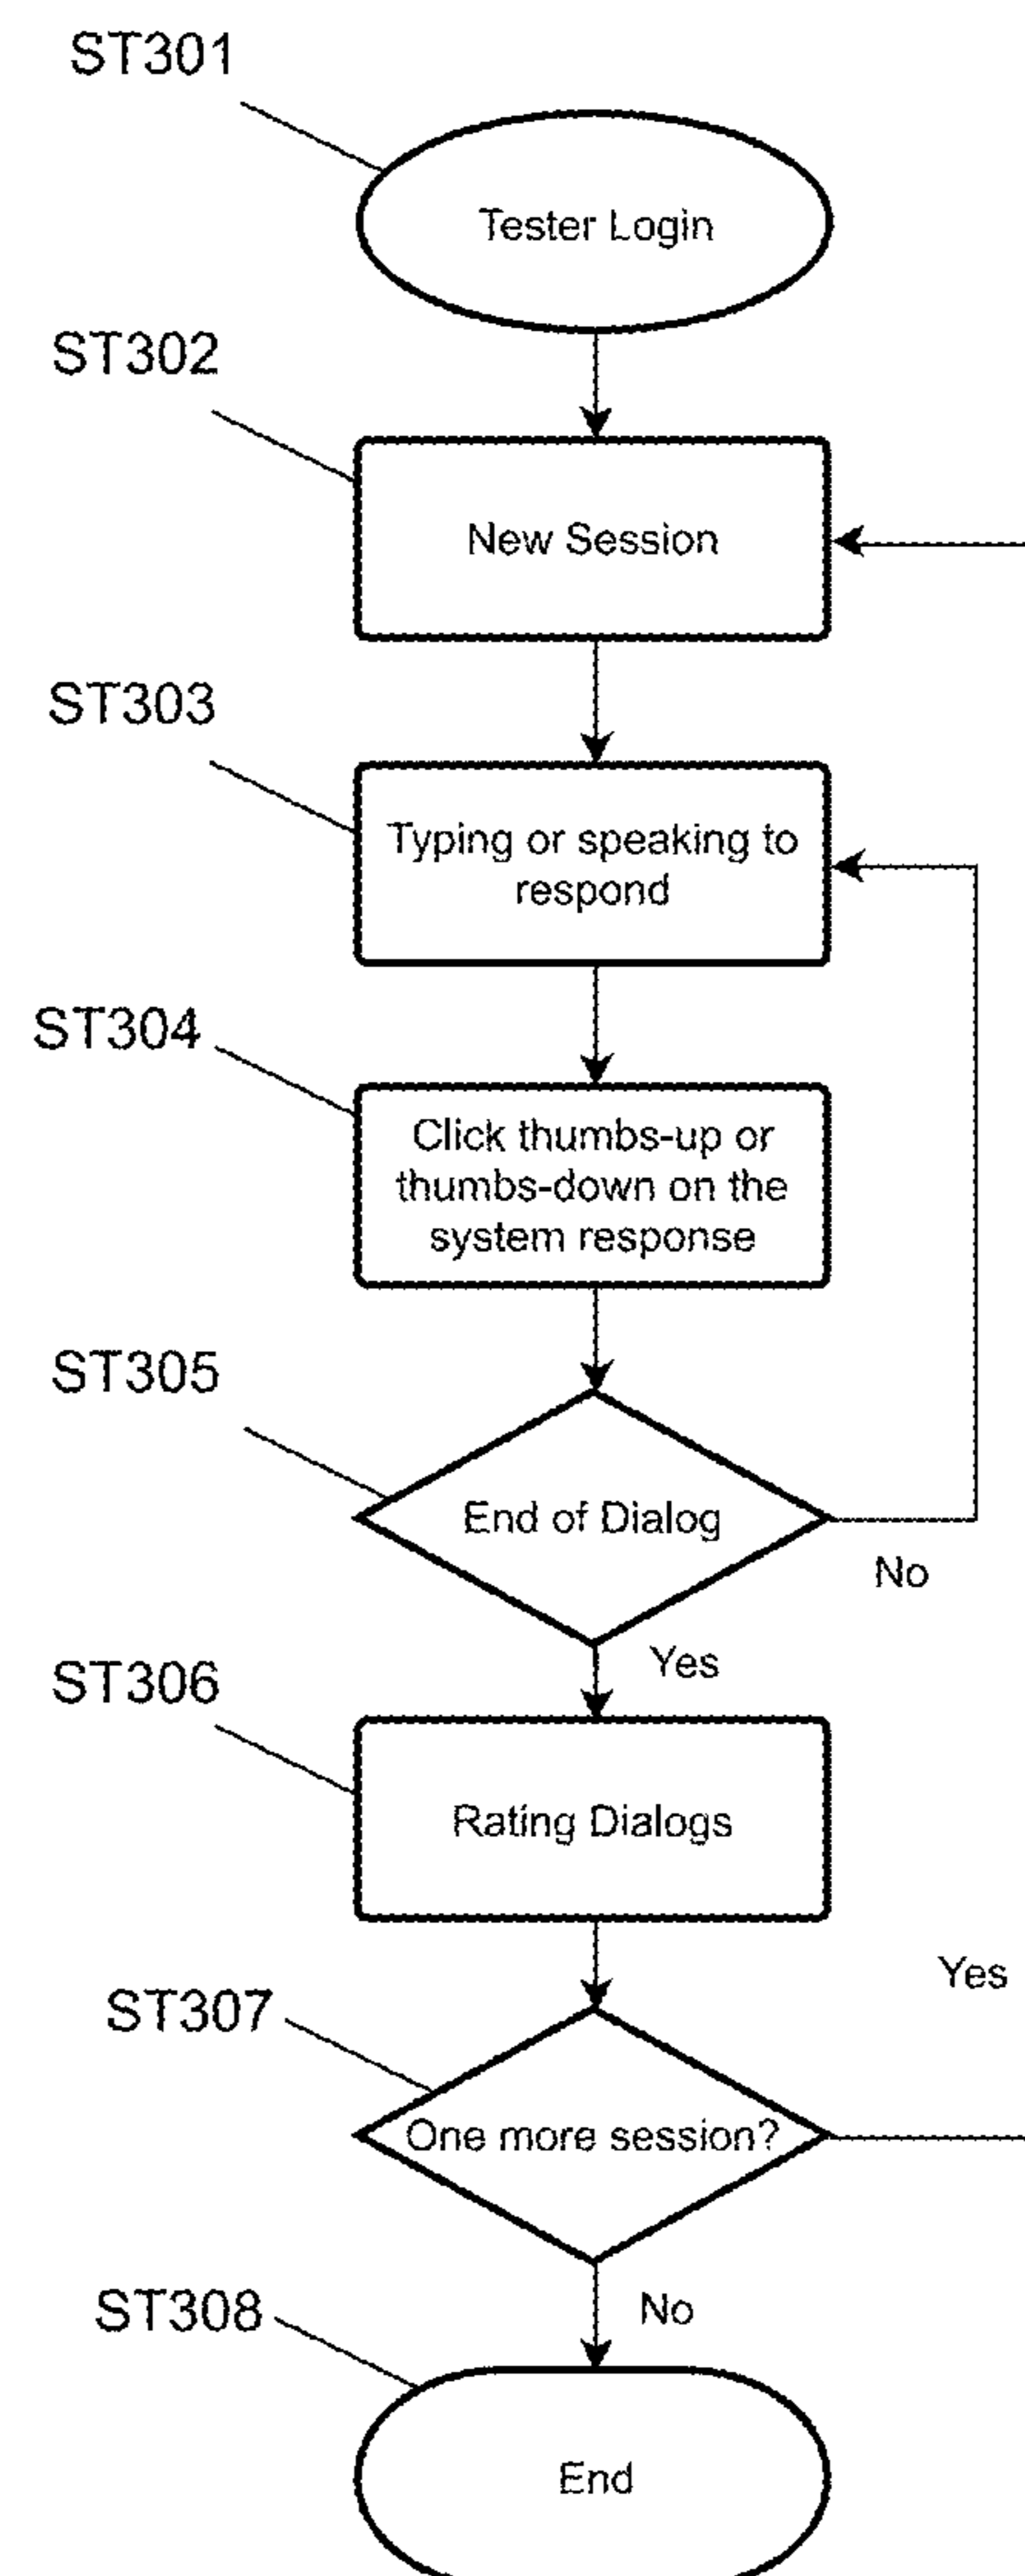 ST301
Tester Login
ST302
New Session
ST303
Typing or speaking to
respond
ST304
Click thumbs-up or
thumbs-down on the
system response
ST305
End of Dialog
No
Yes
ST306
Rating Dialogs
Yes
ST307
One more session?
No
ST308
End